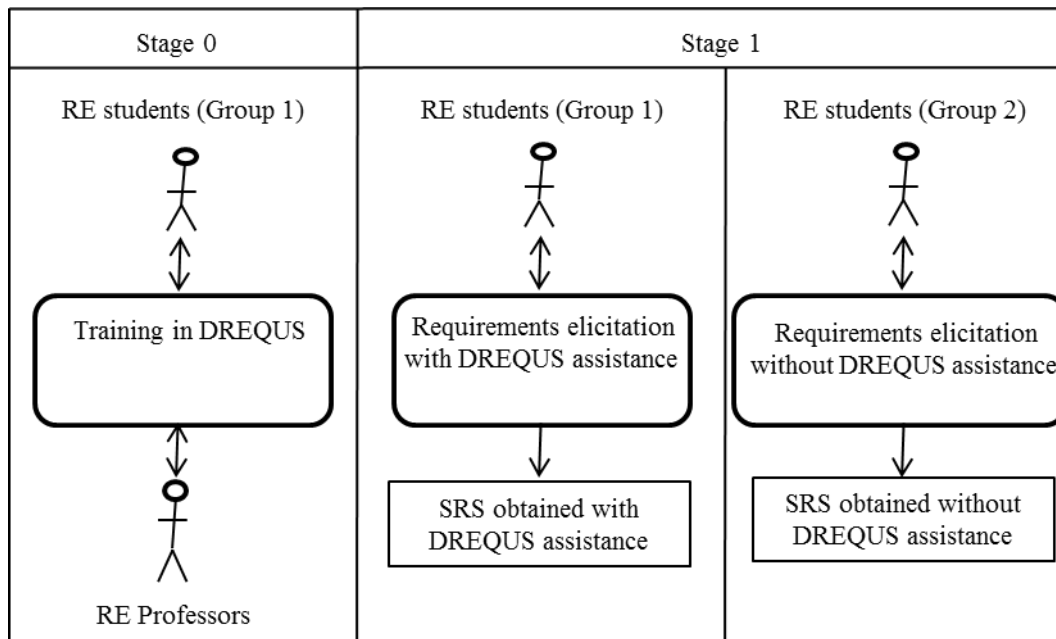 Stage 0
Stage 1
RE students (Group 1)
RE students (Group 1)
RE students (Group 2)
Training in DREQUS
Requirements elicitation
with DREQUS assistance
Requirements elicitation
without DREQUS assistance
SRS obtained with
DREQUS assistance
SRS obtained without
DREQUS assistance
RE Professors